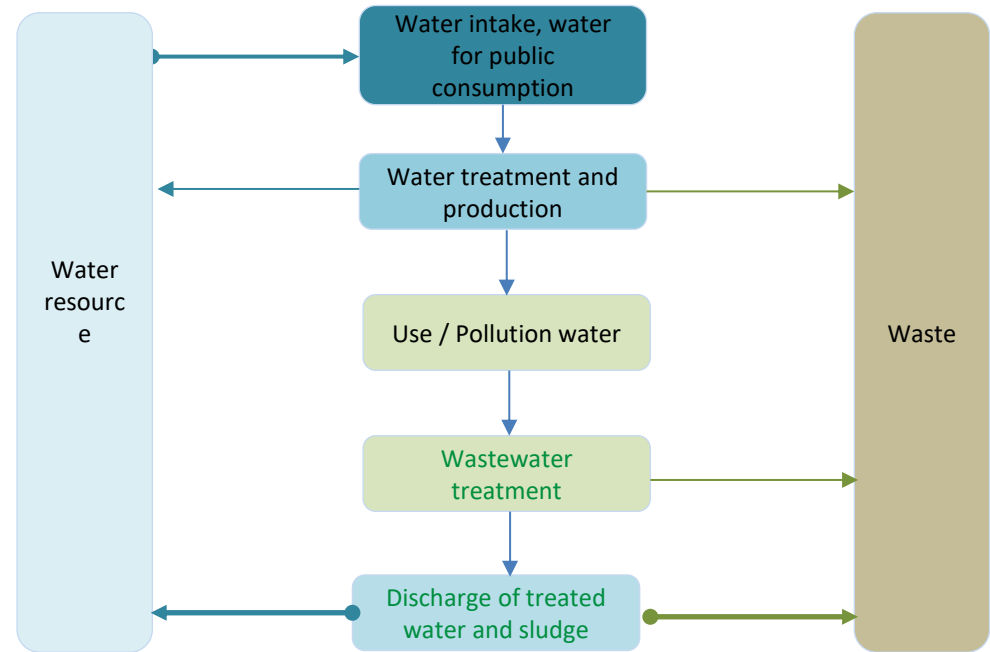 Water intake, water
for public
consumption
Water treatment and
production
Water
resourc
e
Use / Pollution water
Waste
Wastewater
treatment
Discharge of treated
water and sludge